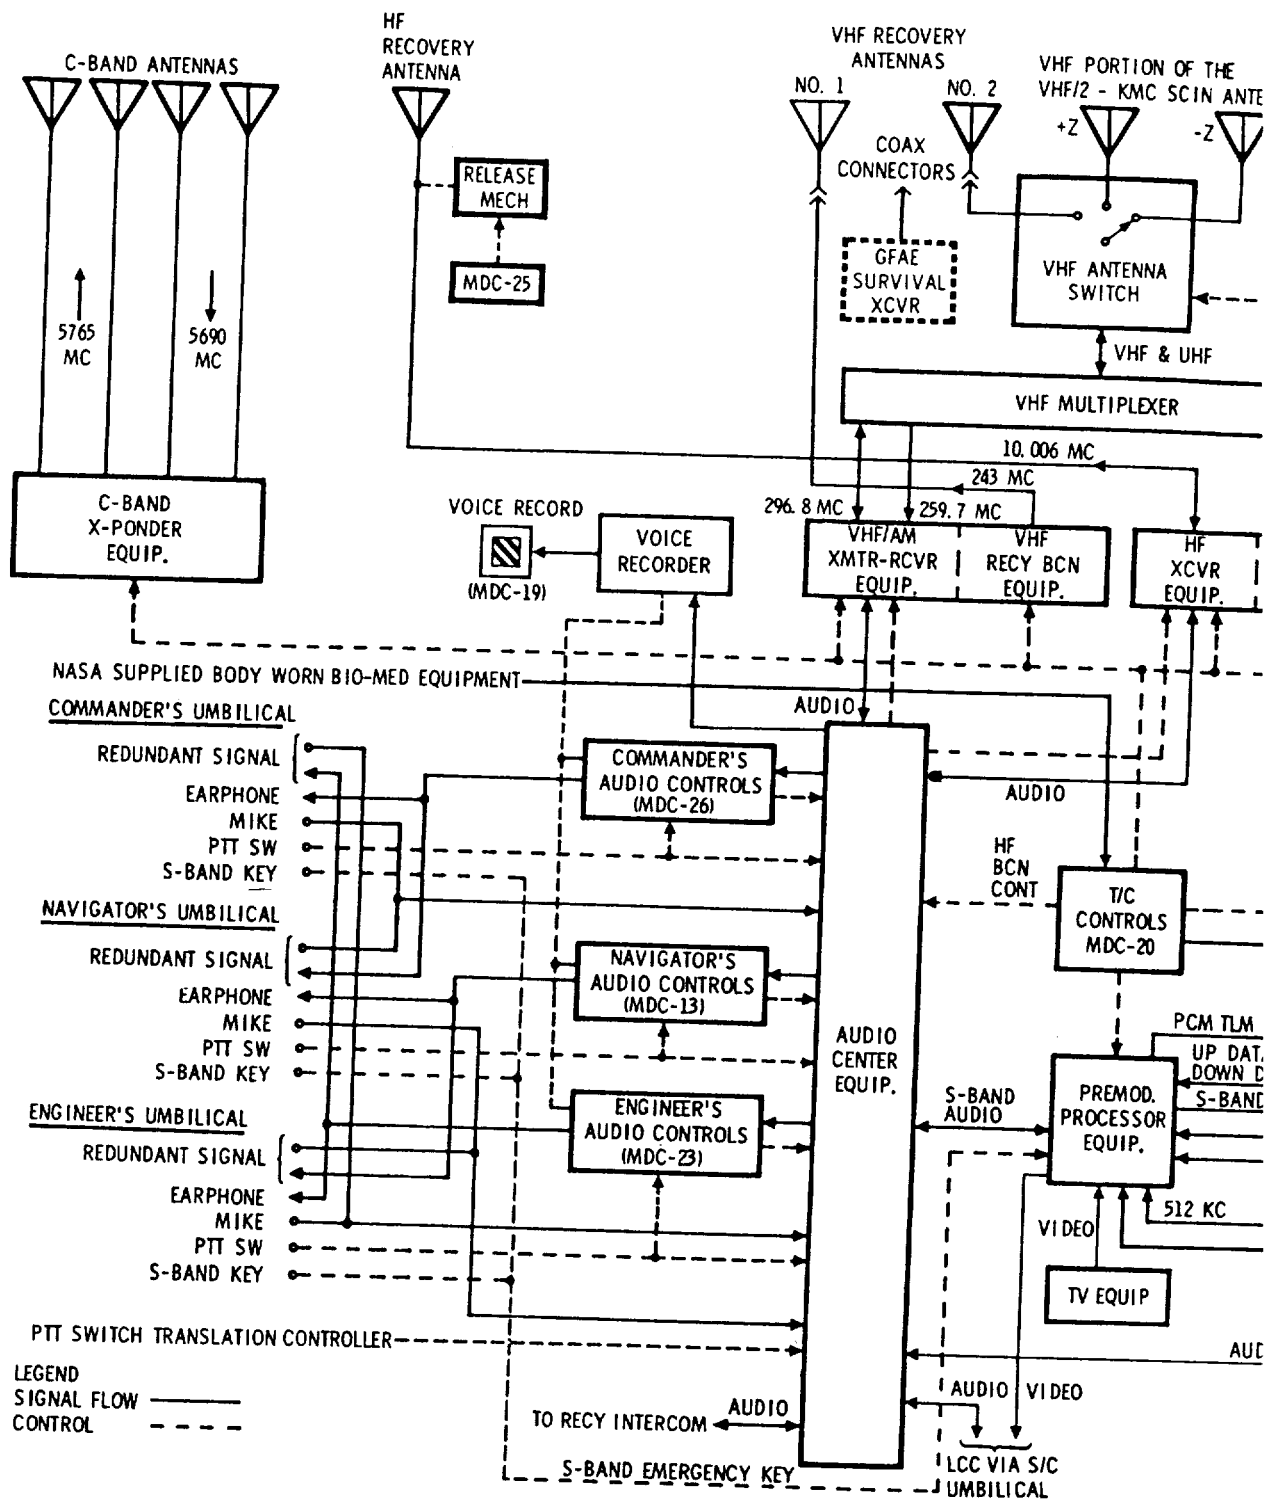 C-BAND ANTENNAS
HF
RECOVERY
ANTENNA
VHF RECOVERY
ANTENNAS
NO. 1
NO. 2
VHF PORTION OF THE
VHF/2 - KMC SCIN ANTE
+Z
-Z
COAX
CONNECTORS
RELEASE
MECH
MDC-25
GFAE
SURVIVAL
XCVR
VHF ANTENNA
SWITCH
5765
MC
5690
MC
VHF & UHF
VHF MULTIPLEXER
10.006 MC
243 MC
C-BAND
X-PONDER
EQUIP.
VOICE RECORD
(MDC-19)
VOICE
RECORDER
296.8 MC
259.7 MC
VHF/AM
XMTR-RCVR
EQUIP.
VHF
RECY BCN
EQUIP.
HF
XCVR
EQUIP.
NASA SUPPLIED BODY WORN BIO-MED EQUIPMENT
AUDIO
COMMANDER'S UMBILICAL
REDUNDANT SIGNAL
EARPHONE
MIKE
PTT SW
S-BAND KEY
COMMANDER'S
AUDIO CONTROLS
(MDC-26)
AUDIO
HF
BCN
CONT
T/C
CONTROLS
MDC-20
NAVIGATOR'S UMBILICAL
REDUNDANT SIGNAL
EARPHONE
MIKE
PTT SW
S-BAND KEY
NAVIGATOR'S
AUDIO CONTROLS
(MDC-13)
AUDIO
CENTER
EQUIP.
PCM TLM
UP DATA
DOWN D
S-BAND
S-BAND
AUDIO
PREMOD.
PROCESSOR
EQUIP.
ENGINEER'S UMBILICAL
REDUNDANT SIGNAL
EARPHONE
MIKE
PTT SW
S-BAND KEY
ENGINEER'S
AUDIO CONTROLS
(MDC-23)
512 KC
VIDEO
TV EQUIP
PTT SWITCH TRANSLATION CONTROLLER
AUD
LEGEND
SIGNAL FLOW
CONTROL
TO RECY INTERCOM
AUDIO
AUDIO
VIDEO
S-BAND EMERGENCY KEY
LCC VIA S/C
UMBILICAL